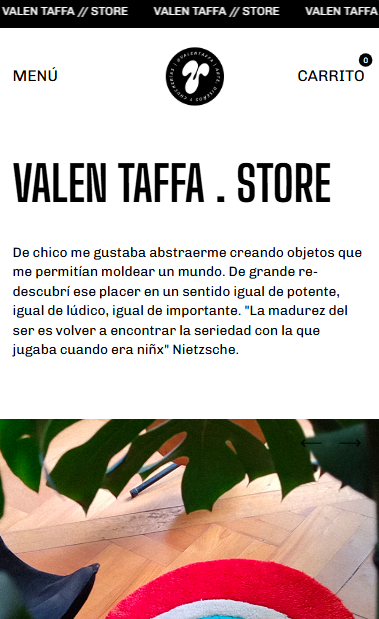 VALEN TAFFA // STORE VALEN TAFFA // STORE VALEN TAFFA
MENÚ
CARRITO
0
VALEN TAFFA . STORE
De chico me gustaba abstraerme creando objetos que
me permitían moldear un mundo. De grande re-
descubrí ese placer en un sentido igual de potente,
igual de lúdico, igual de importante. "La madurez del
ser es volver a encontrar la seriedad con la que
jugaba cuando era niñx" Nietzsche.